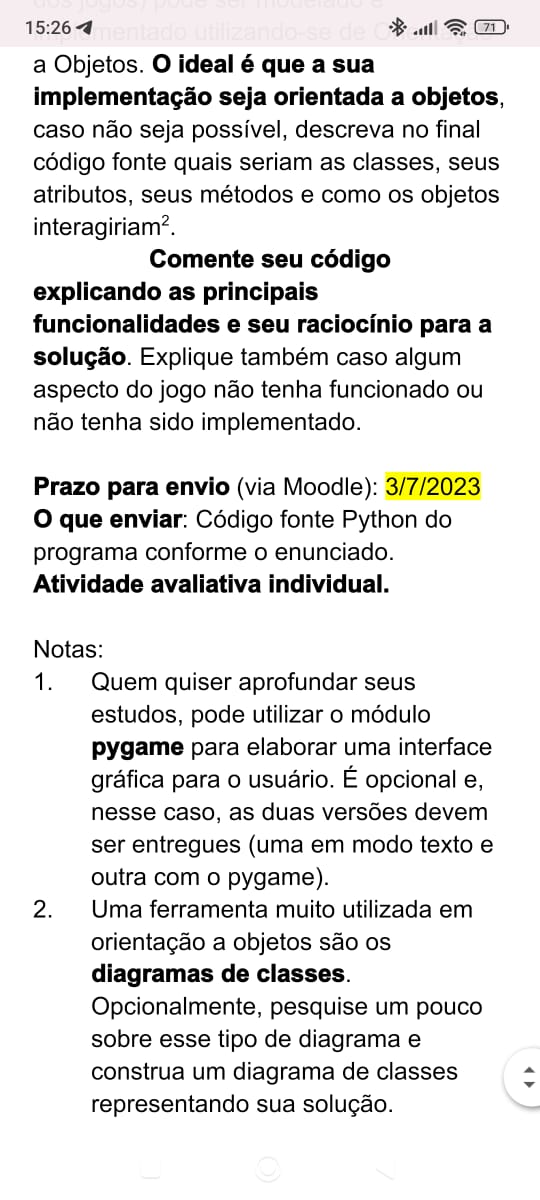 dos jogos) pode ser modelado e
15:26
71
implementado utilizando-se de Orientação
a Objetos. O ideal é que a sua
implementação seja orientada a objetos,
caso não seja possível, descreva no final
código fonte quais seriam as classes, seus
atributos, seus métodos e como os objetos
interagiriam².
Comente seu código
explicando as principais
funcionalidades e seu raciocínio para a
solução. Explique também caso algum
aspecto do jogo não tenha funcionado ou
não tenha sido implementado.
Prazo para envio (via Moodle): 3/7/2023
O que enviar: Código fonte Python do
programa conforme o enunciado.
Atividade avaliativa individual.
Notas:
1. Quem quiser aprofundar seus
estudos, pode utilizar o módulo
pygame para elaborar uma interface
gráfica para o usuário. É opcional e,
nesse caso, as duas versões devem
ser entregues (uma em modo texto e
outra com o pygame).
2. Uma ferramenta muito utilizada em
orientação a objetos são os
diagramas de classes.
Opcionalmente, pesquise um pouco
sobre esse tipo de diagrama e
construa um diagrama de classes
representando sua solução.